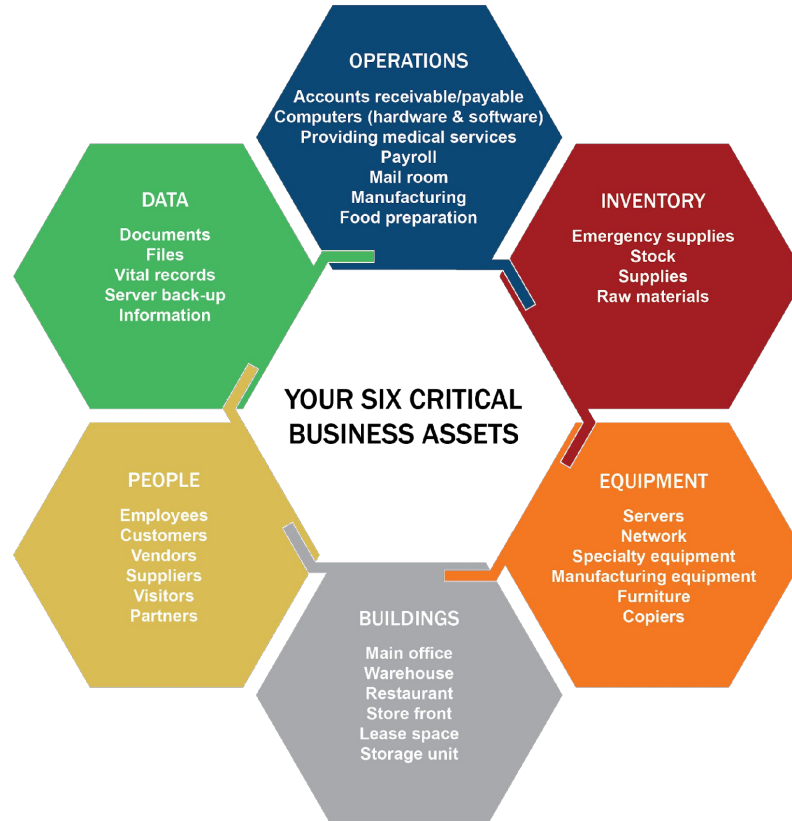 OPERATIONS
Accounts receivable/payable
Computers (hardware & software)
Providing medical services
Payroll
Mail room
Manufacturing
Food preparation
DATA
Documents
Files
Vital records
Server back-up
Information
INVENTORY
Emergency supplies
Stock
Supplies
Raw materials
YOUR SIX CRITICAL
BUSINESS ASSETS
PEOPLE
Employees
Customers
Vendors
Suppliers
Visitors
Partners
EQUIPMENT
Servers
Network
Specialty equipment
Manufacturing equipment
Furniture
Copiers
BUILDINGS
Main office
Warehouse
Restaurant
Store front
Lease space
Storage unit